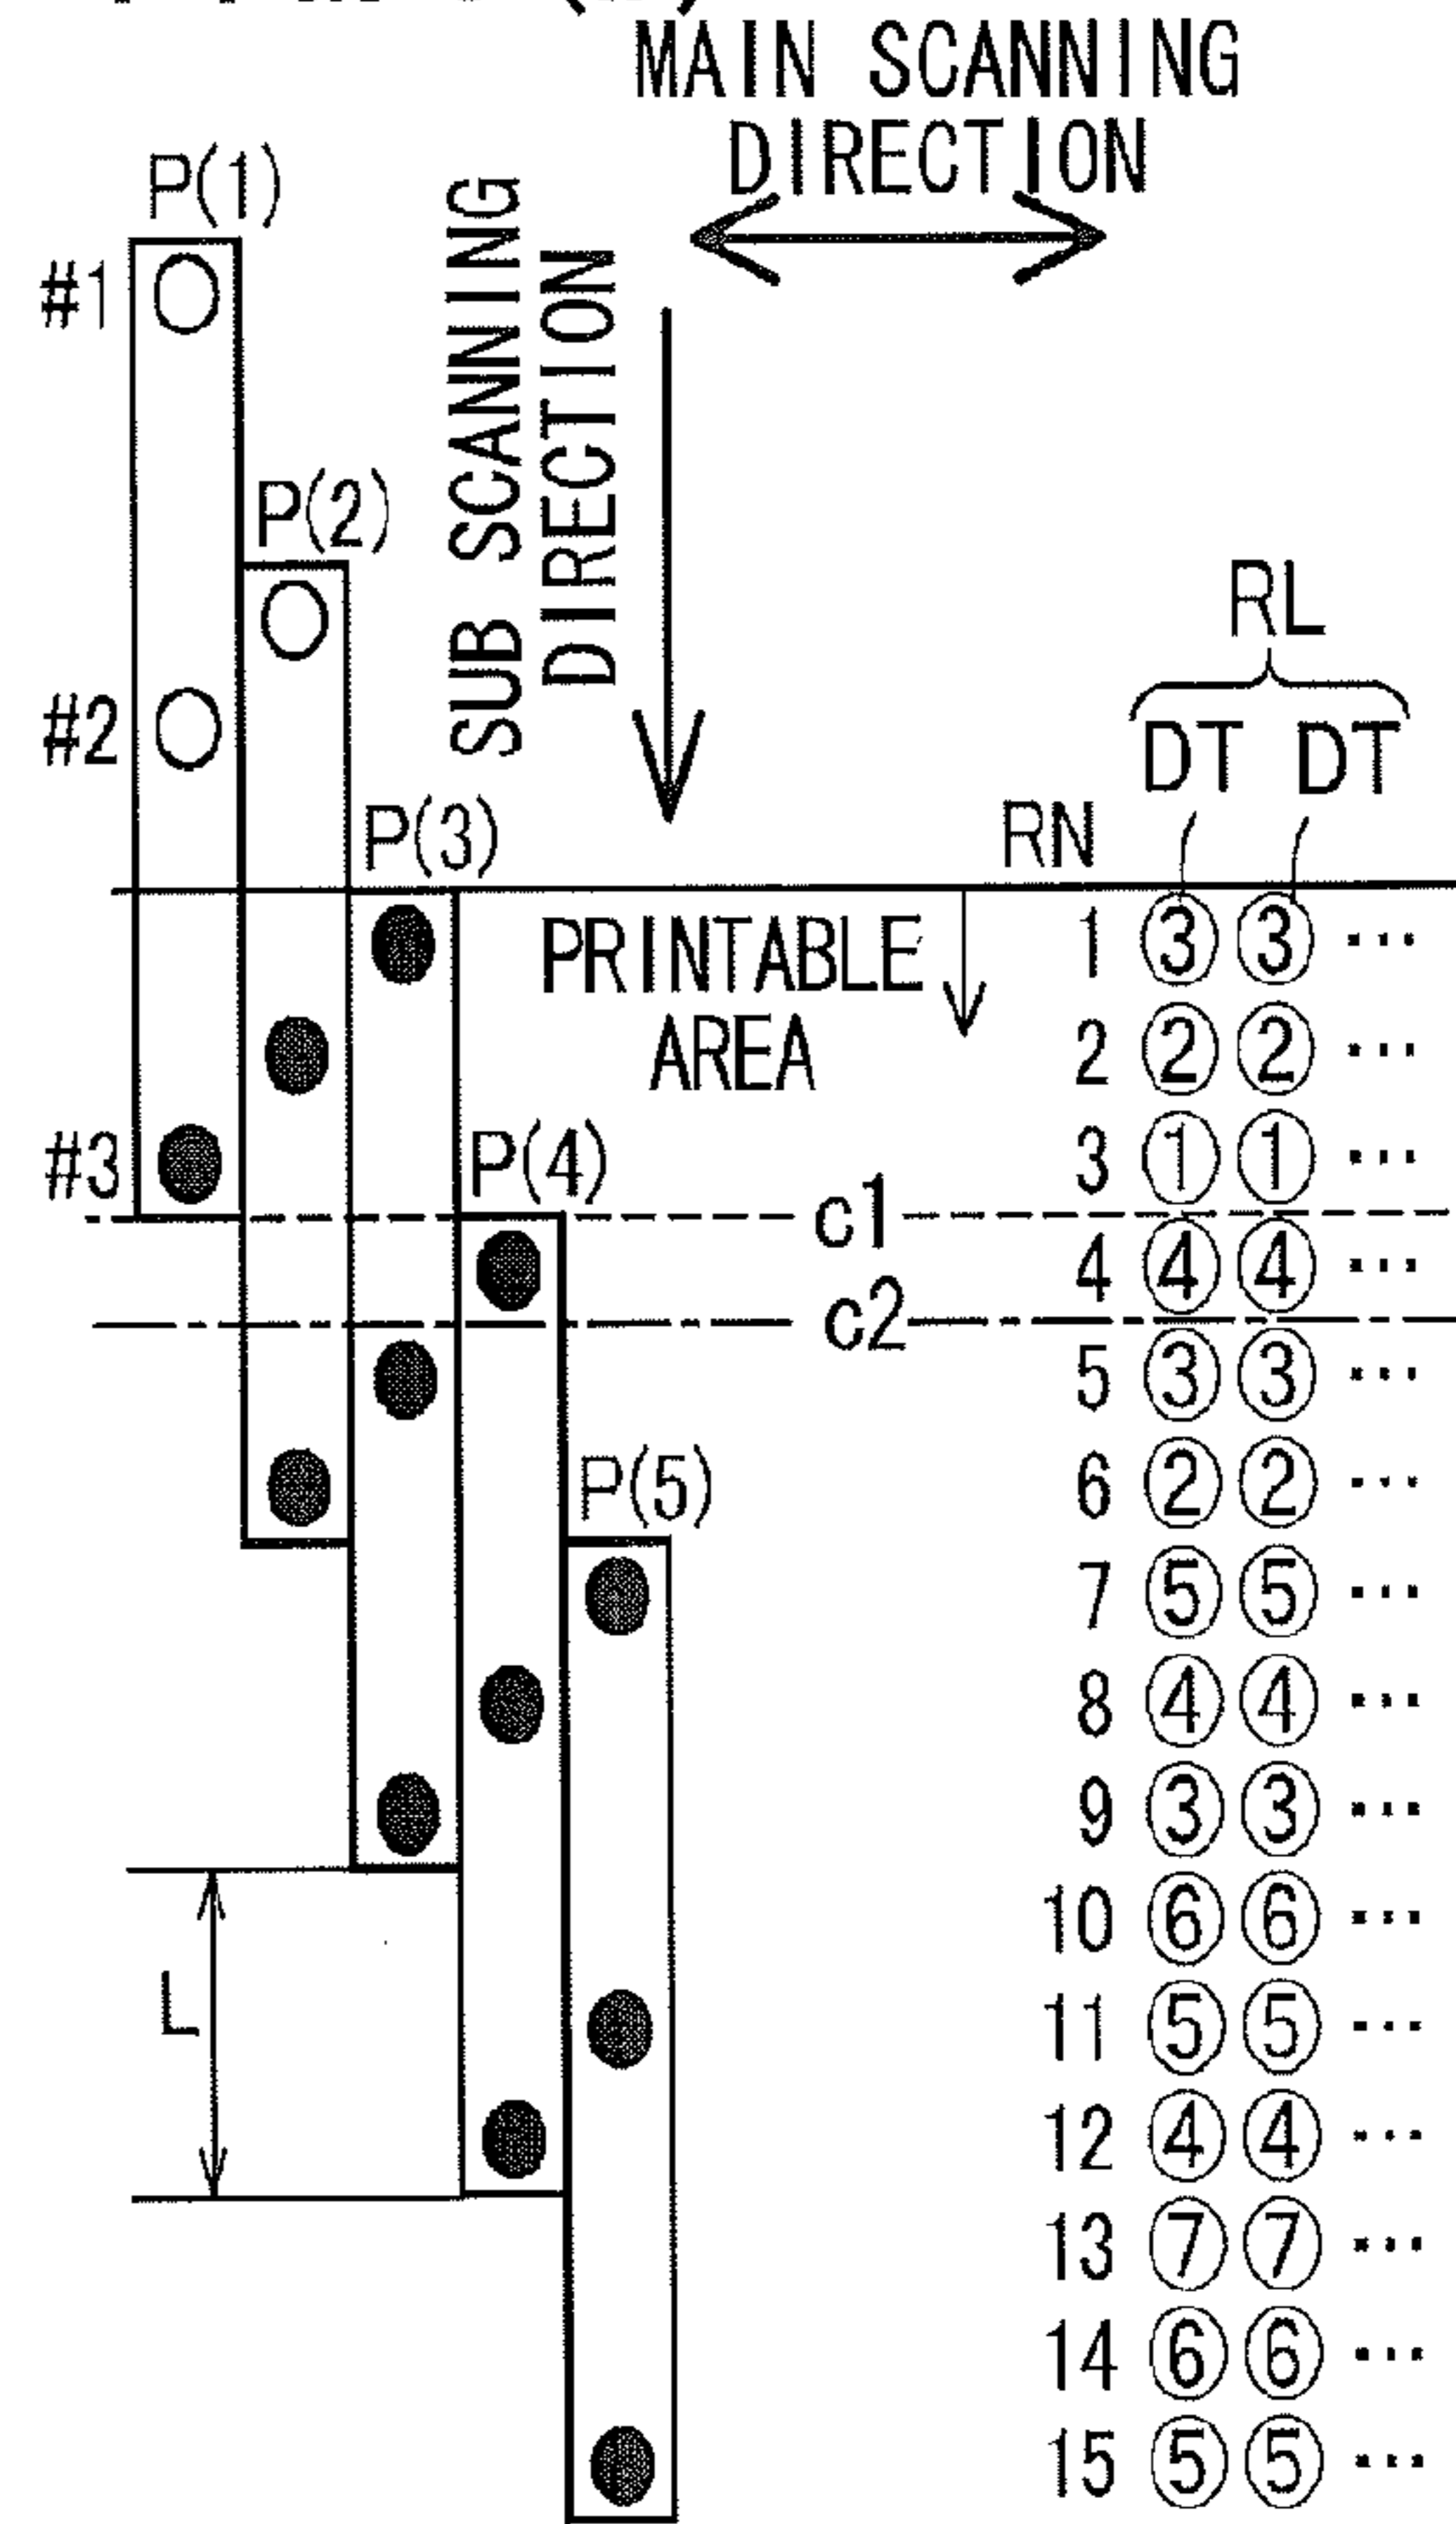 MAIN SCANNING
DIRECTION
P(1)
SUB SCANNING
DIRECTION
#1
P(2)
#2
RL
DT DT
P(3)
RN
PRINTABLE
AREA
1 ③ ③ ...
2 ② ② ...
#3
P(4)
3 ① ① ...
c1
4 ④ ④ ...
c2
5 ③ ③ ...
P(5)
6 ② ② ...
7 ⑤ ⑤ ...
8 ④ ④ ...
9 ③ ③ ...
L
10 ⑥ ⑥ ...
11 ⑤ ⑤ ...
12 ④ ④ ...
13 ⑦ ⑦ ...
14 ⑥ ⑥ ...
15 ⑤ ⑤ ...